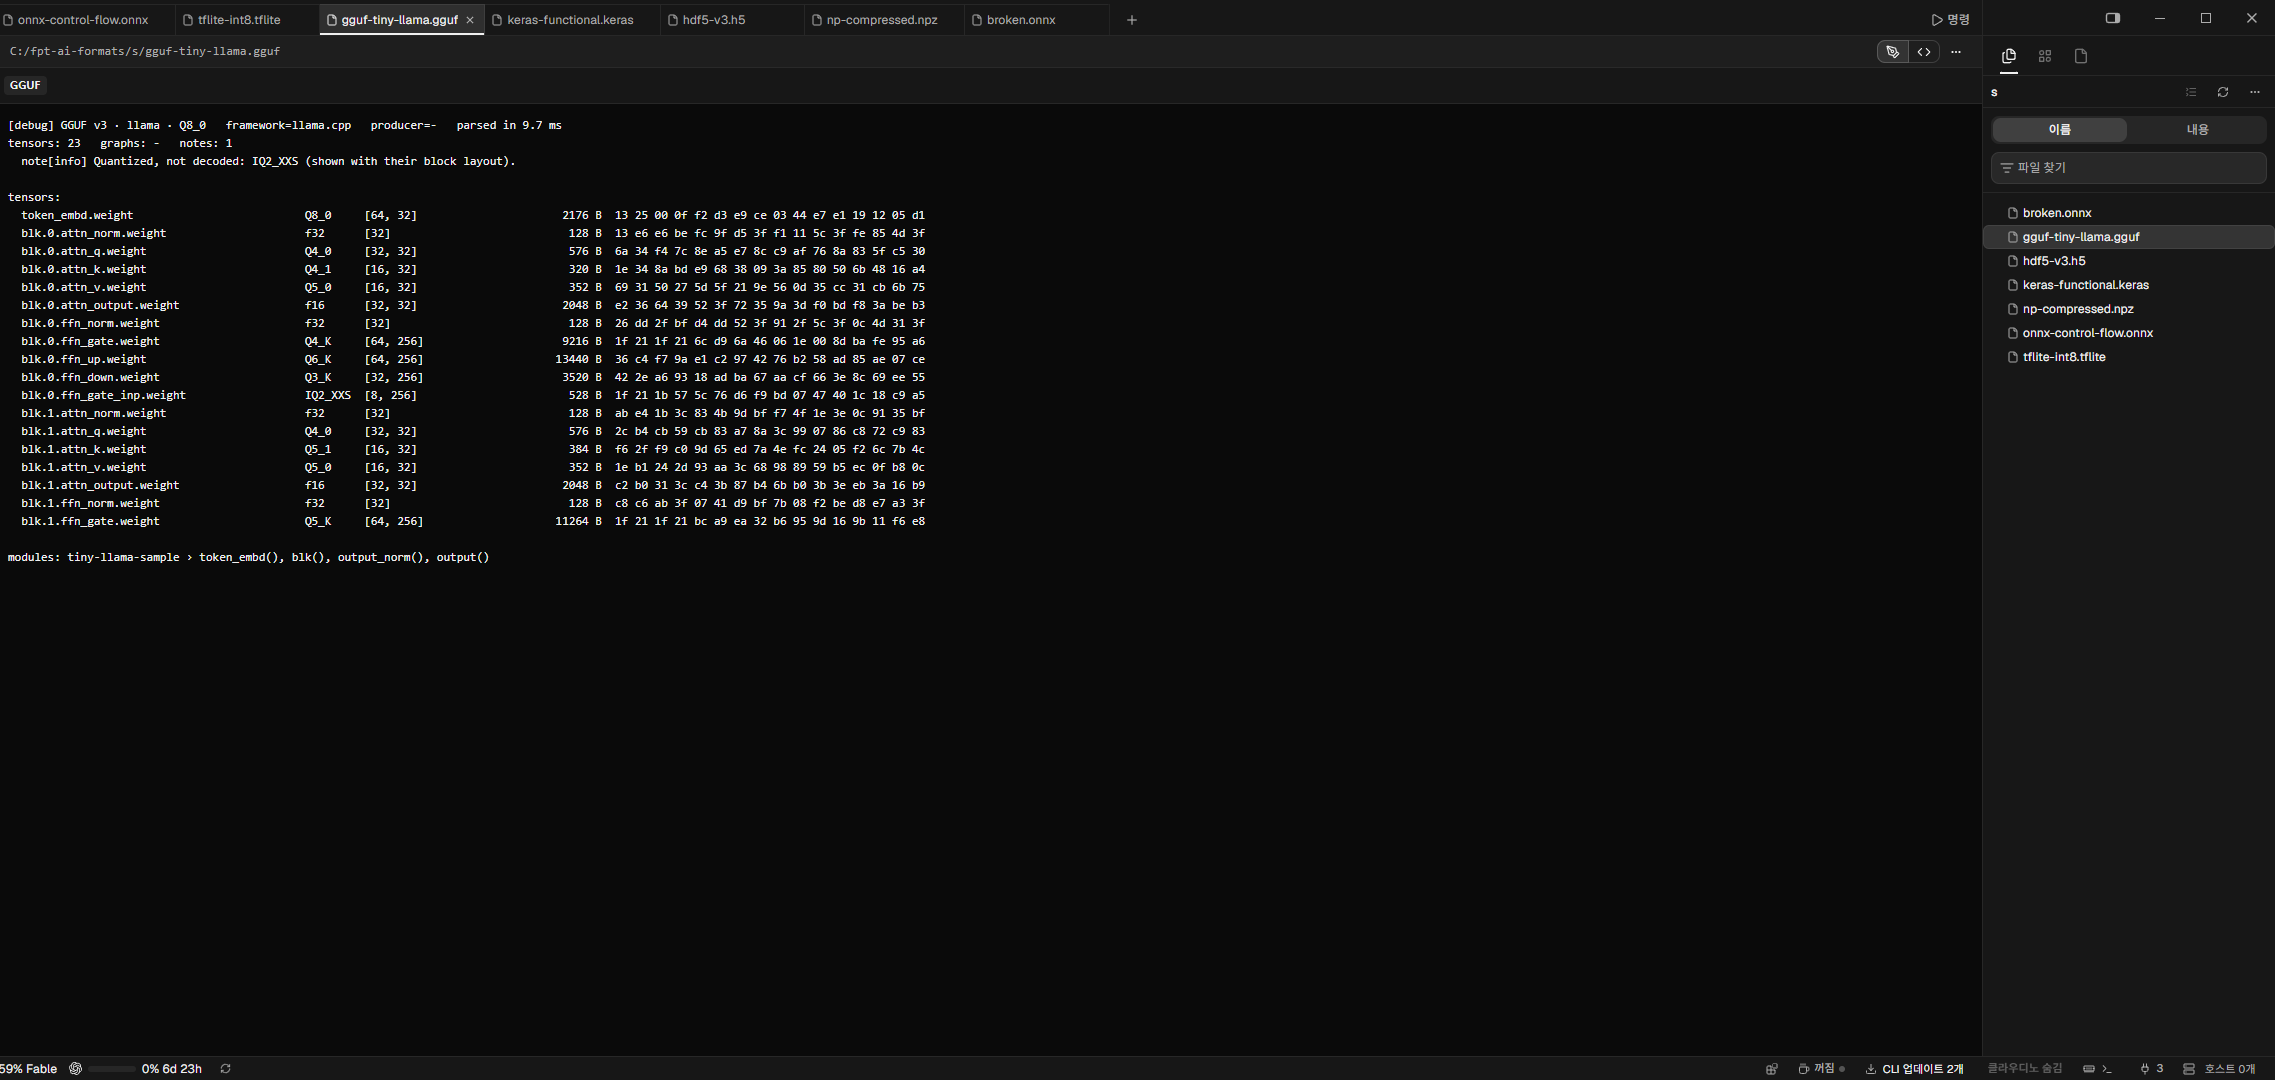 onnx-control-flow.onnx tflite-int8.tflite gguf-tiny-llama.gguf keras-functional.keras hdf5-v3.h5 np-compressed.npz broken.onnx 명령
C:/fpt-ai-formats/s/gguf-tiny-llama.gguf
GGUF
[debug] GGUF v3 · llama · Q8_0 framework=llama.cpp producer=- parsed in 9.7 ms
tensors: 23 graphs: - notes: 1
note[info] Quantized, not decoded: IQ2_XXS (shown with their block layout).
tensors:
token_embd.weight Q8_0 [64, 32] 2176 B 13 25 00 0f f2 d3 e9 ce 03 44 e7 e1 19 12 05 d1
blk.0.attn_norm.weight f32 [32] 128 B 13 e6 e6 be fc 9f d5 3f f1 11 5c 3f fe 85 4d 3f
blk.0.attn_q.weight Q4_0 [32, 32] 576 B 6a 34 f4 7c 8e a5 e7 8c c9 af 76 8a 83 5f c5 30
blk.0.attn_k.weight Q4_1 [16, 32] 320 B 1e 34 8a bd e9 68 38 09 3a 85 80 50 6b 48 16 a4
blk.0.attn_v.weight Q5_0 [16, 32] 352 B 69 31 50 27 5d 5f 21 9e 56 0d 35 cc 31 cb 6b 75
blk.0.attn_output.weight f16 [32, 32] 2048 B e2 36 64 39 52 3f 72 35 9a 3d f0 bd f8 3a be b3
blk.0.ffn_norm.weight f32 [32] 128 B 26 dd 2f bf d4 dd 52 3f 91 2f 5c 3f 0c 4d 31 3f
blk.0.ffn_gate.weight Q4_K [64, 256] 9216 B 1f 21 1f 21 6c d9 6a 46 06 1e 00 8d ba fe 95 a6
blk.0.ffn_up.weight Q6_K [64, 256] 13440 B 36 c4 f7 9a e1 c2 97 42 76 b2 58 ad 85 ae 07 ce
blk.0.ffn_down.weight Q3_K [32, 256] 3520 B 42 2e a6 93 18 ad ba 67 aa cf 66 3e 8c 69 ee 55
blk.0.ffn_gate_inp.weight IQ2_XXS [8, 256] 528 B 1f 21 1b 57 5c 76 d6 f9 bd 07 47 40 1c 18 c9 a5
blk.1.attn_norm.weight f32 [32] 128 B ab e4 1b 3c 83 4b 9d bf f7 4f 1e 3e 0c 91 35 bf
blk.1.attn_q.weight Q4_0 [32, 32] 576 B 2c b4 cb 59 cb 83 a7 8a 3c 99 07 86 c8 72 c9 83
blk.1.attn_k.weight Q5_1 [16, 32] 384 B f6 2f f9 c0 9d 65 ed 7a 4e fc 24 05 f2 6c 7b 4c
blk.1.attn_v.weight Q5_0 [16, 32] 352 B 1e b1 24 2d 93 aa 3c 68 98 89 59 b5 ec 0f b8 0c
blk.1.attn_output.weight f16 [32, 32] 2048 B c2 b0 31 3c c4 3b 87 b4 6b b0 3b 3e eb 3a 16 b9
blk.1.ffn_norm.weight f32 [32] 128 B c8 c6 ab 3f 07 41 d9 bf 7b 08 f2 be d8 e7 a3 3f
blk.1.ffn_gate.weight Q5_K [64, 256] 11264 B 1f 21 1f 21 bc a9 ea 32 b6 95 9d 16 9b 11 f6 e8
modules: tiny-llama-sample › token_embd(), blk(), output_norm(), output()
s
이름 내용
파일 찾기
broken.onnx
gguf-tiny-llama.gguf
hdf5-v3.h5
keras-functional.keras
np-compressed.npz
onnx-control-flow.onnx
tflite-int8.tflite
59% Fable 0% 6d 23h 꺼짐 CLI 업데이트 2개 클라우디노 숨김 3 호스트 0개